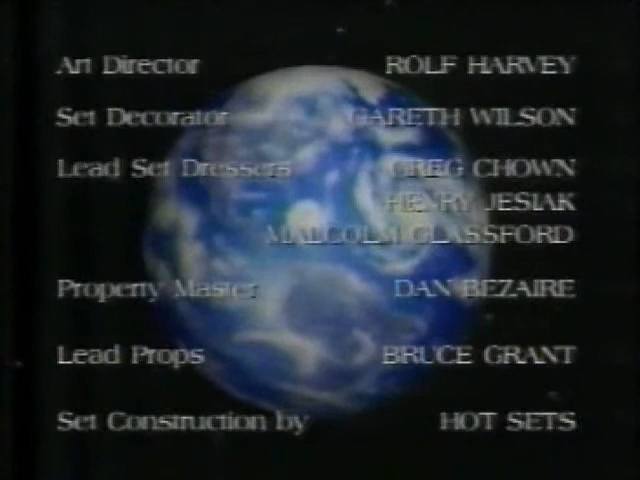 Art Director ROLF HARVEY
Set Decorator GARETH WILSON
Lead Set Dressers GREG CHOWN
HENRY JESIAK
MALCOLM GLASSFORD
Property Master DAN BEZAIRE
Lead Props BRUCE GRANT
Set Construction by HOT SETS